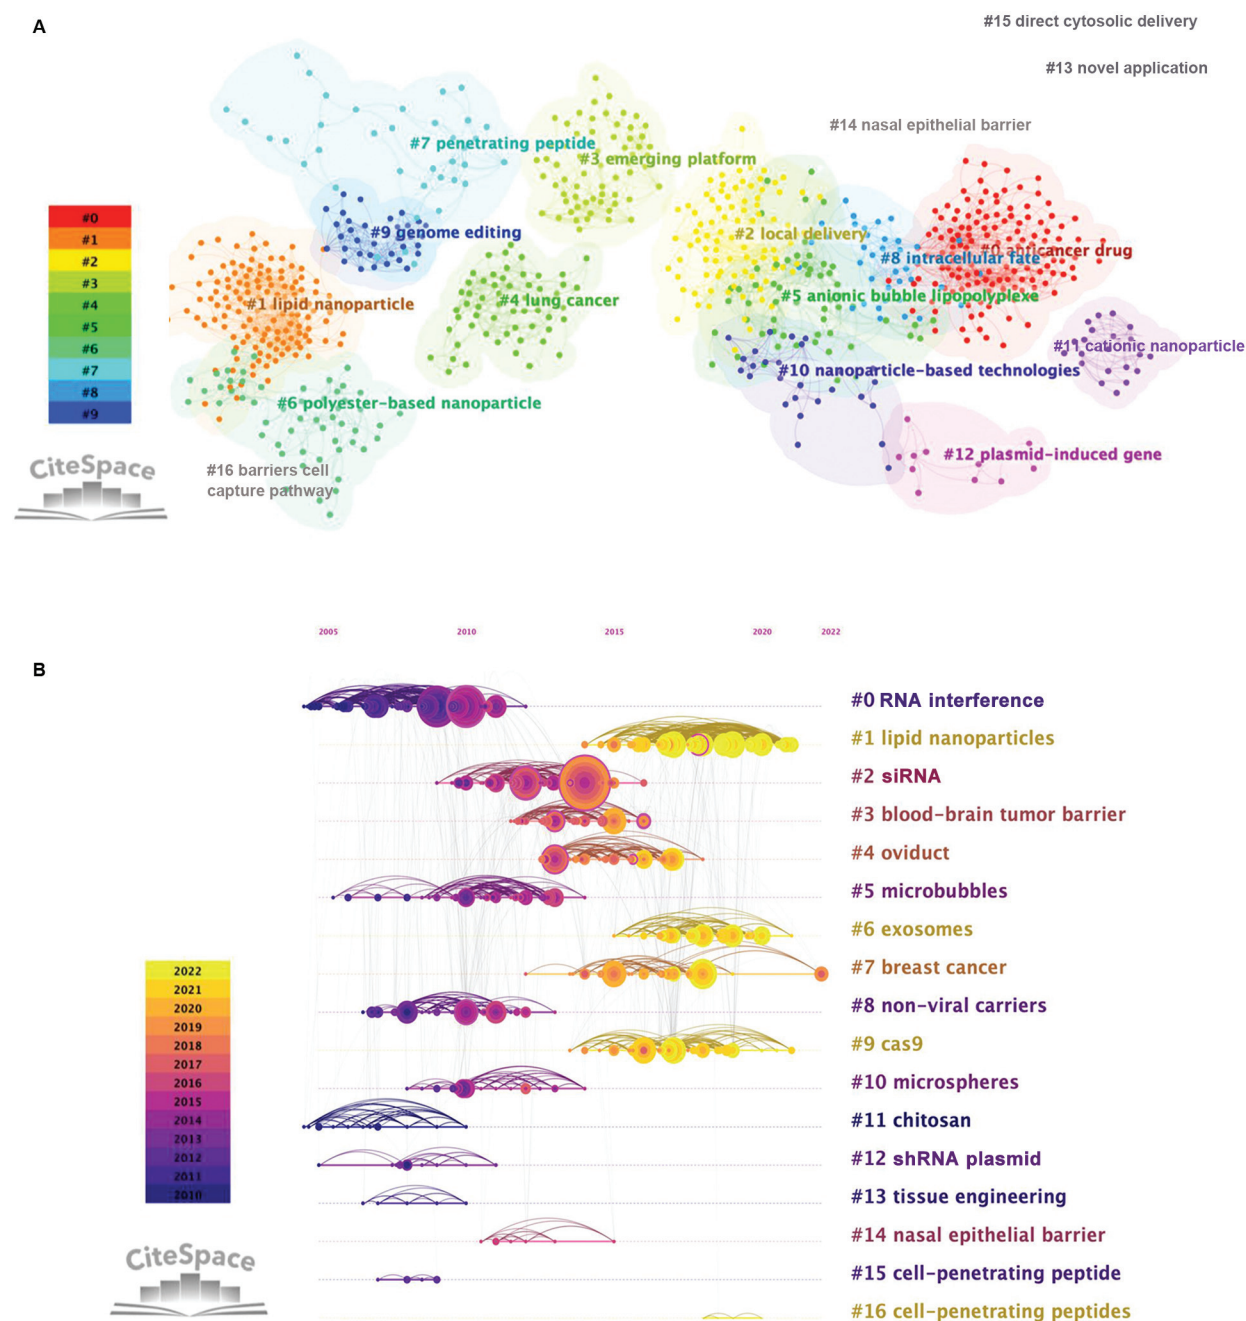 A
#15 direct cytosolic delivery
#13 novel application
#14 nasal epithelial barrier
#7 penetrating peptide
#3 emerging platform
#0
#1
#2
#3
#4
#5
#6
#7
#8
#9
#9 genome editing
#2 local delivery
#0 anticancer drug
#8 intracellular fate
#1 lipid nanoparticle
#4 lung cancer
#5 anionic bubble lipopolyplexe
#11 cationic nanoparticle
#10 nanoparticle-based technologies
#6 polyester-based nanoparticle
#12 plasmid-induced gene
#16 barriers cell
capture pathway
CiteSpace
2005 2010 2015 2020 2022
B
#0 RNA interference
#1 lipid nanoparticles
#2 siRNA
#3 blood-brain tumor barrier
#4 oviduct
#5 microbubbles
#6 exosomes
#7 breast cancer
#8 non-viral carriers
#9 cas9
#10 microspheres
#11 chitosan
#12 shRNA plasmid
#13 tissue engineering
#14 nasal epithelial barrier
#15 cell-penetrating peptide
#16 cell-penetrating peptides
2022
2021
2020
2019
2018
2017
2016
2015
2014
2013
2012
2011
2010
CiteSpace